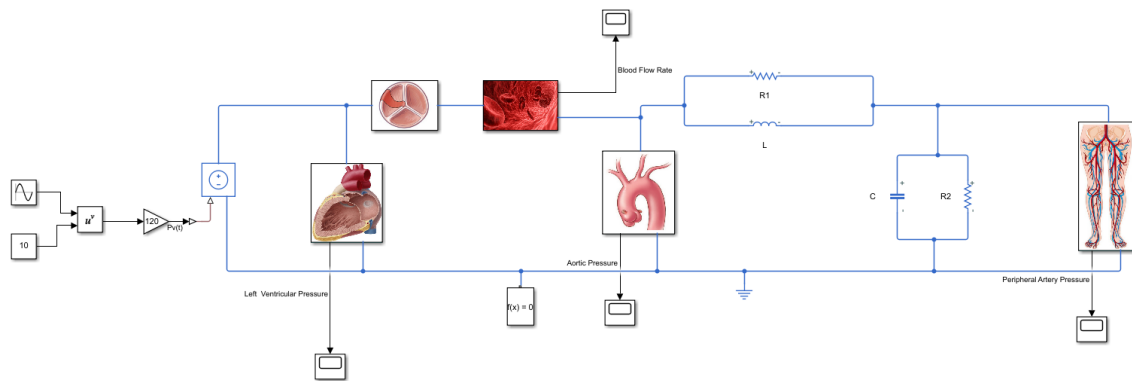 Blood Flow Rate
+
-
R1
+
-
L
+
-
u^v
120
Pv(t)
10
C
+
-
R2
+
-
Aortic Pressure
Left Ventricular Pressure
f(x) = 0
Peripheral Artery Pressure